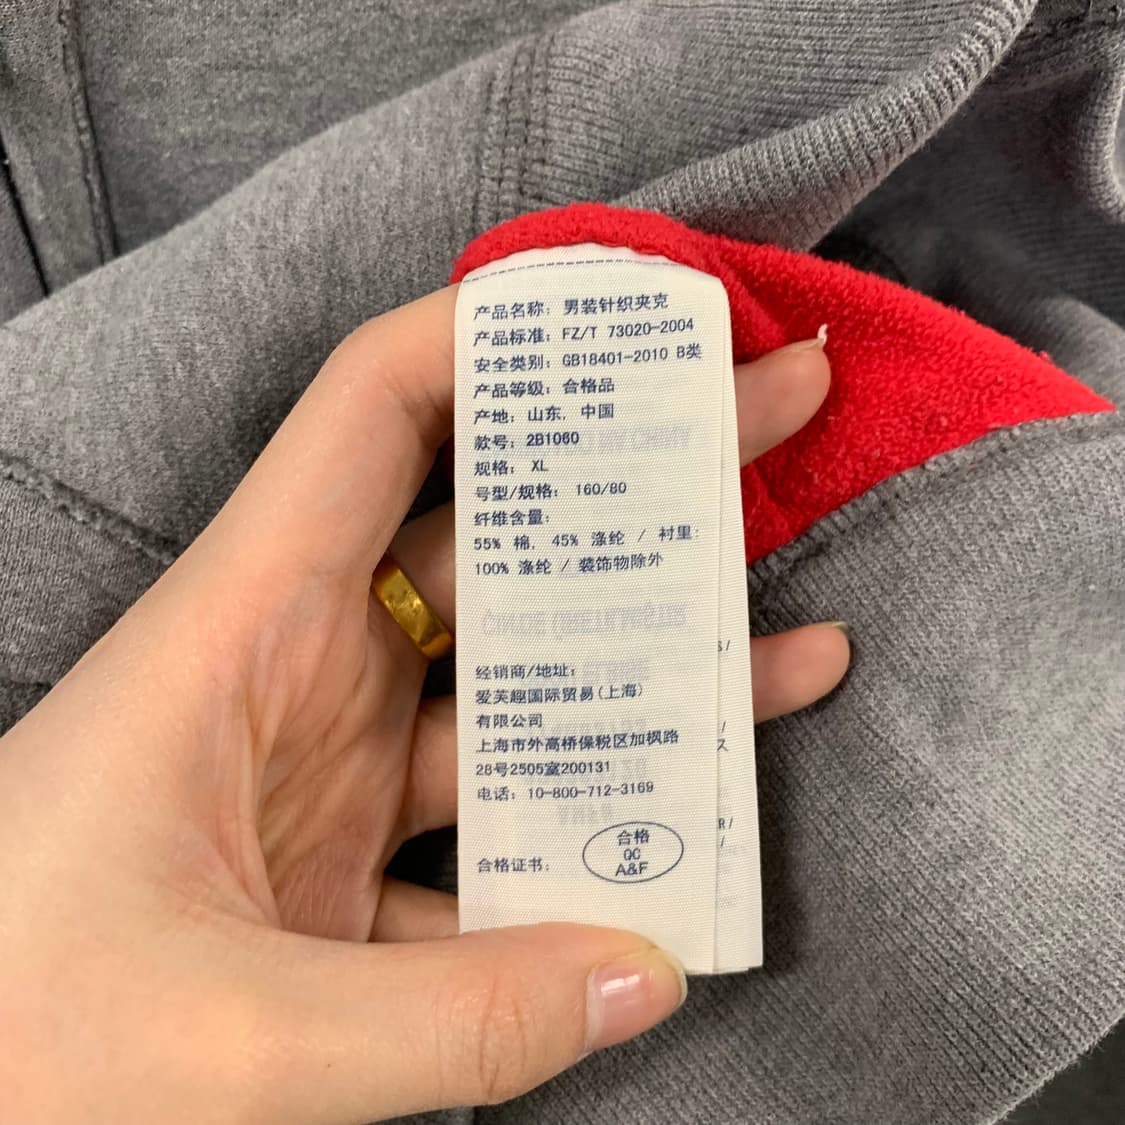 产品名称: 男装针织夹克
产品标准: FZ/T 73020-2004
安全类别: GB18401-2010 B类
产品等级: 合格品
产地: 山东, 中国
款号: 2B1060
规格: XL
号型/规格: 160/80
纤维含量:
55% 棉, 45% 涤纶 / 衬里:
100% 涤纶 / 装饰物除外
经销商/地址:
爱芙趣国际贸易(上海)
有限公司
上海市外高桥保税区加枫路
28号2505室200131
电话: 10-800-712-3169
合格证书:
合格
QC
A&F